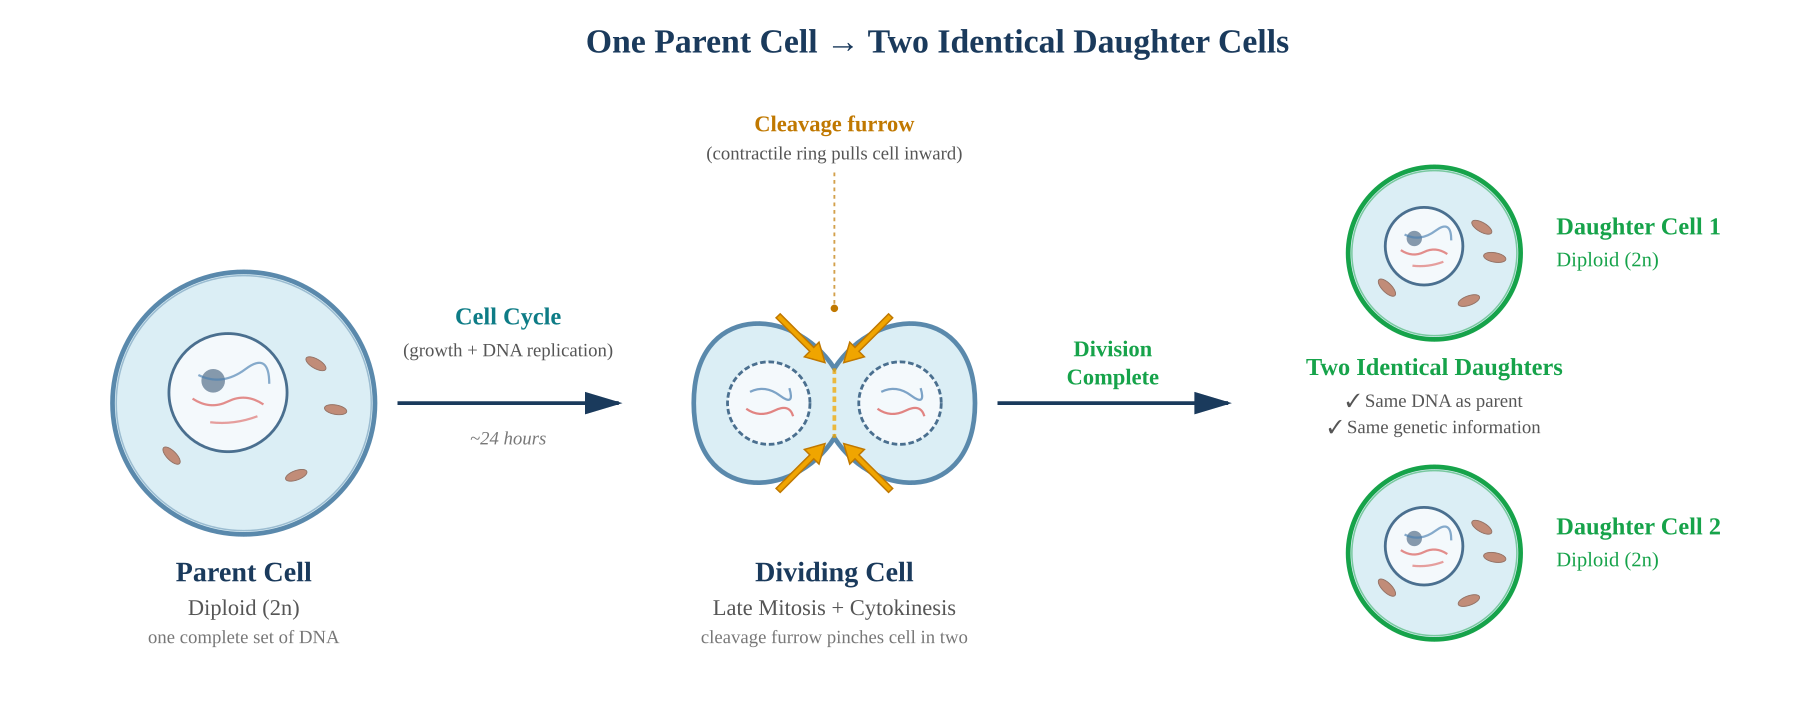 One Parent Cell → Two Identical Daughter Cells
Cleavage furrow
(contractile ring pulls cell inward)
Cell Cycle
(growth + DNA replication)
~24 hours
Division
Complete
Daughter Cell 1
Diploid (2n)
Two Identical Daughters
✓ Same DNA as parent
✓ Same genetic information
Daughter Cell 2
Diploid (2n)
Parent Cell
Diploid (2n)
one complete set of DNA
Dividing Cell
Late Mitosis + Cytokinesis
cleavage furrow pinches cell in two